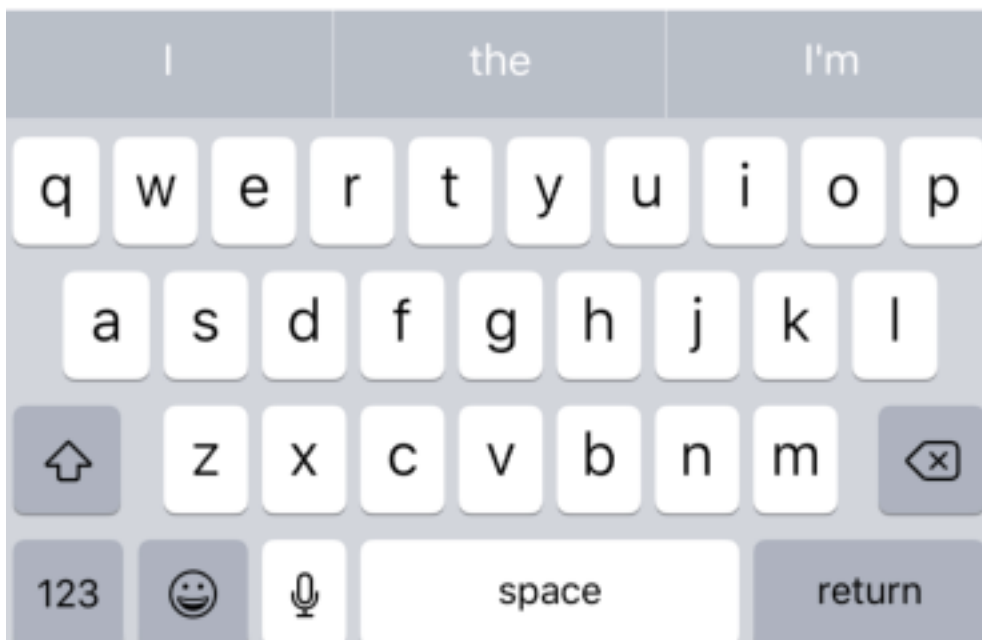 I the I'm
q w e r t y u i o p
a s d f g h j k l
z x c v b n m
123 space return